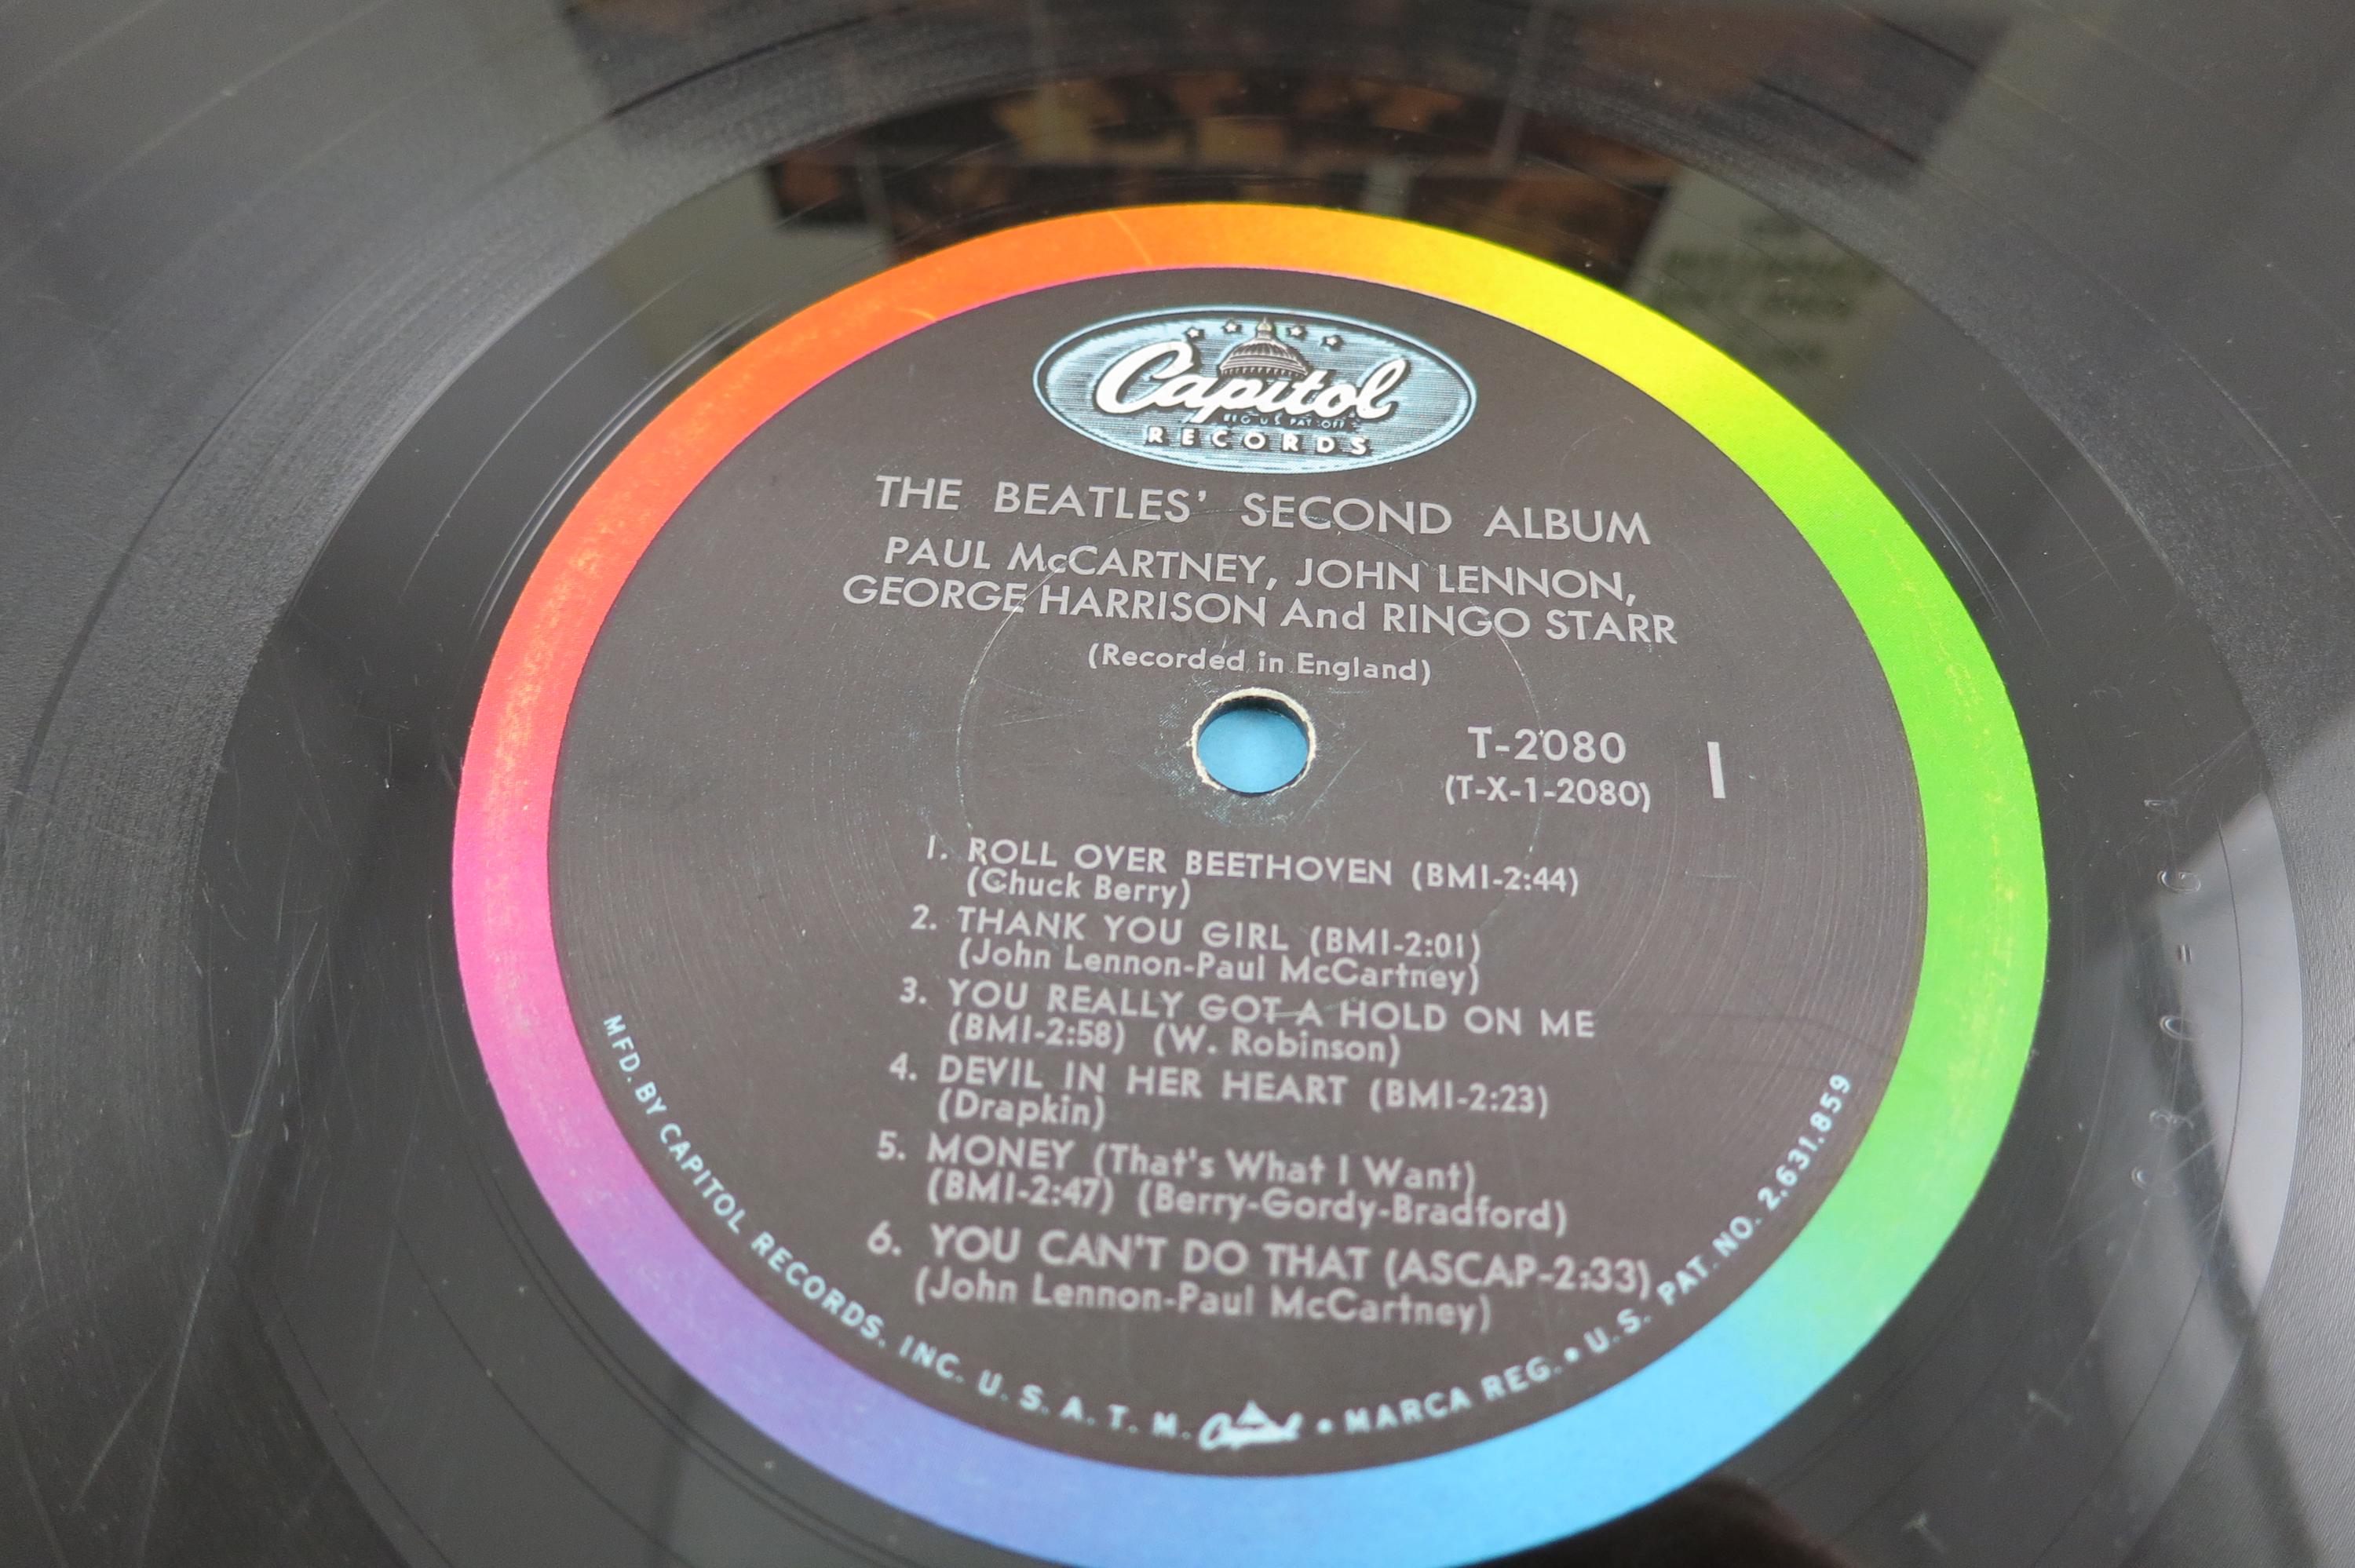 Capitol
REG. U.S. PAT. OFF.
RECORDS
THE BEATLES' SECOND ALBUM
PAUL McCARTNEY, JOHN LENNON,
GEORGE HARRISON And RINGO STARR
(Recorded in England)
T-2080
(T-X-1-2080)
1
1. ROLL OVER BEETHOVEN (BMI-2:44)
(Chuck Berry)
2. THANK YOU GIRL (BMI-2:01)
(John Lennon-Paul McCartney)
3. YOU REALLY GOT A HOLD ON ME
(BMI-2:58) (W. Robinson)
4. DEVIL IN HER HEART (BMI-2:23)
(Drapkin)
5. MONEY (That's What I Want)
(BMI-2:47) (Berry-Gordy-Bradford)
6. YOU CAN'T DO THAT (ASCAP-2:33)
(John Lennon-Paul McCartney)
MFD. BY CAPITOL RECORDS, INC. U. S. A. T. M. Capitol • MARCA REG. • U.S. PAT. NO. 2,631,859